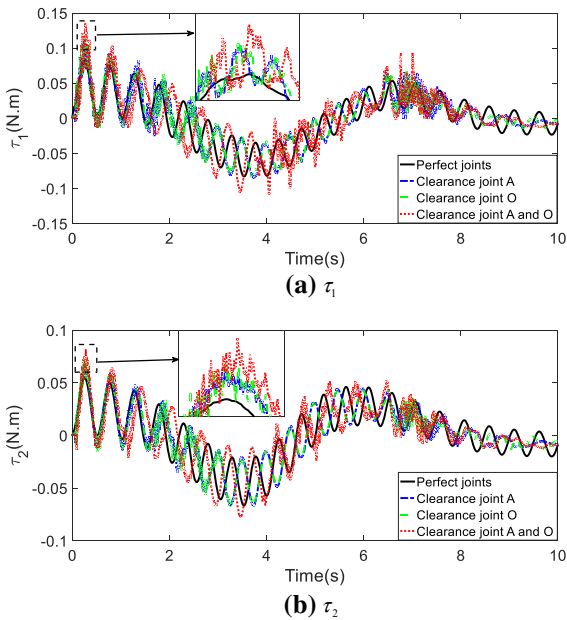 0.15
0.1
0.05
0
-0.05
-0.1
-0.15
τ1(N.m)
Perfect joints
Clearance joint A
Clearance joint O
Clearance joint A and O
0 2 4 6 8 10
Time(s)
(a) τ1
0.1
0.05
0
-0.05
-0.1
τ2(N.m)
Perfect joints
Clearance joint A
Clearance joint O
Clearance joint A and O
0 2 4 6 8 10
Time(s)
(b) τ2